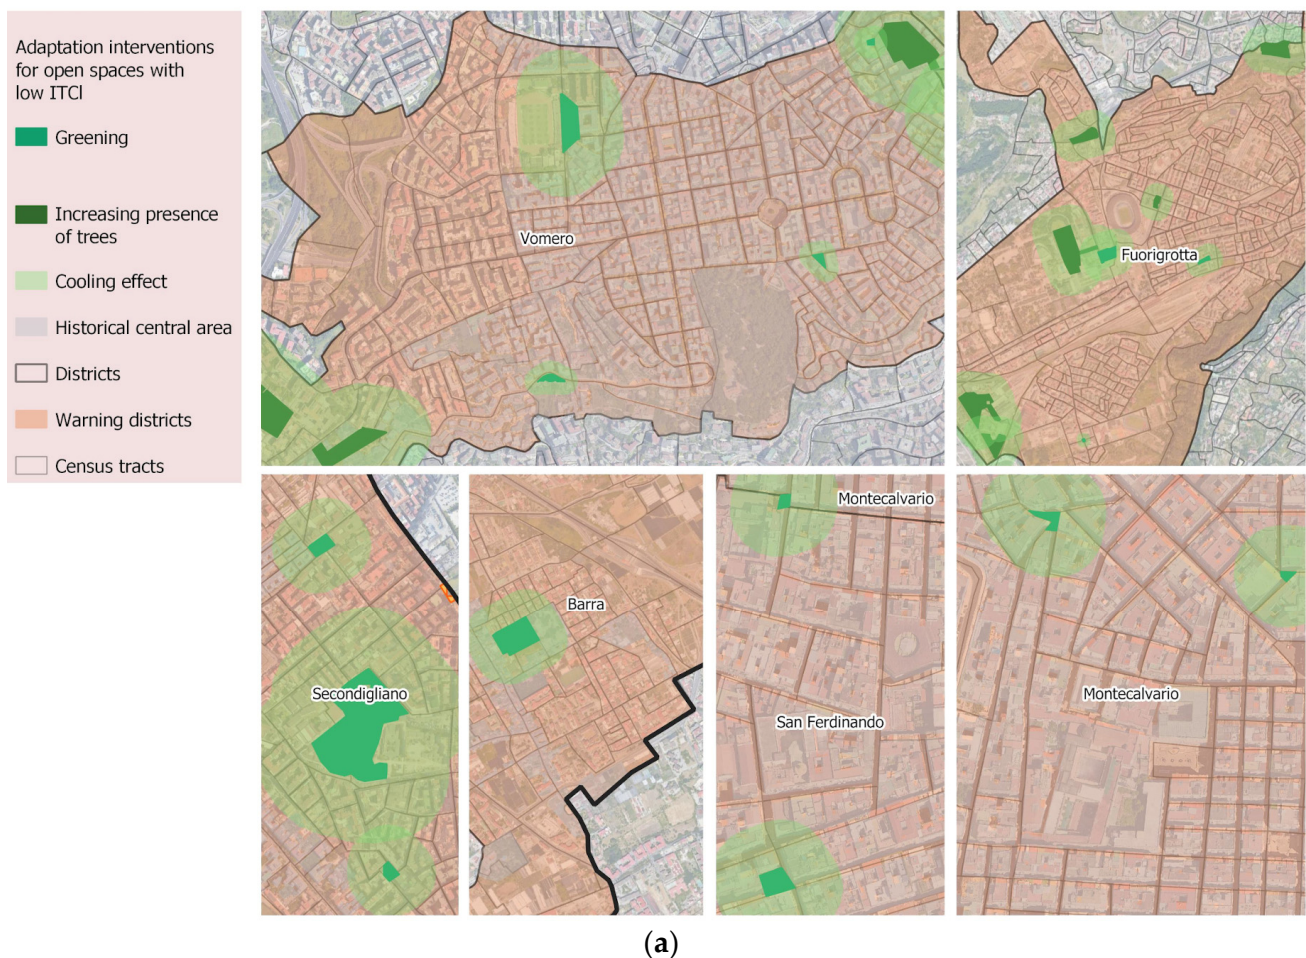 Adaptation interventions
for open spaces with
low ITCI
Greening
Increasing presence
of trees
Cooling effect
Historical central area
Districts
Warning districts
Census tracts
Vomero
Fuorigrotta
Secondigliano
Barra
Montecalvario
San Ferdinando
Montecalvario
(a)